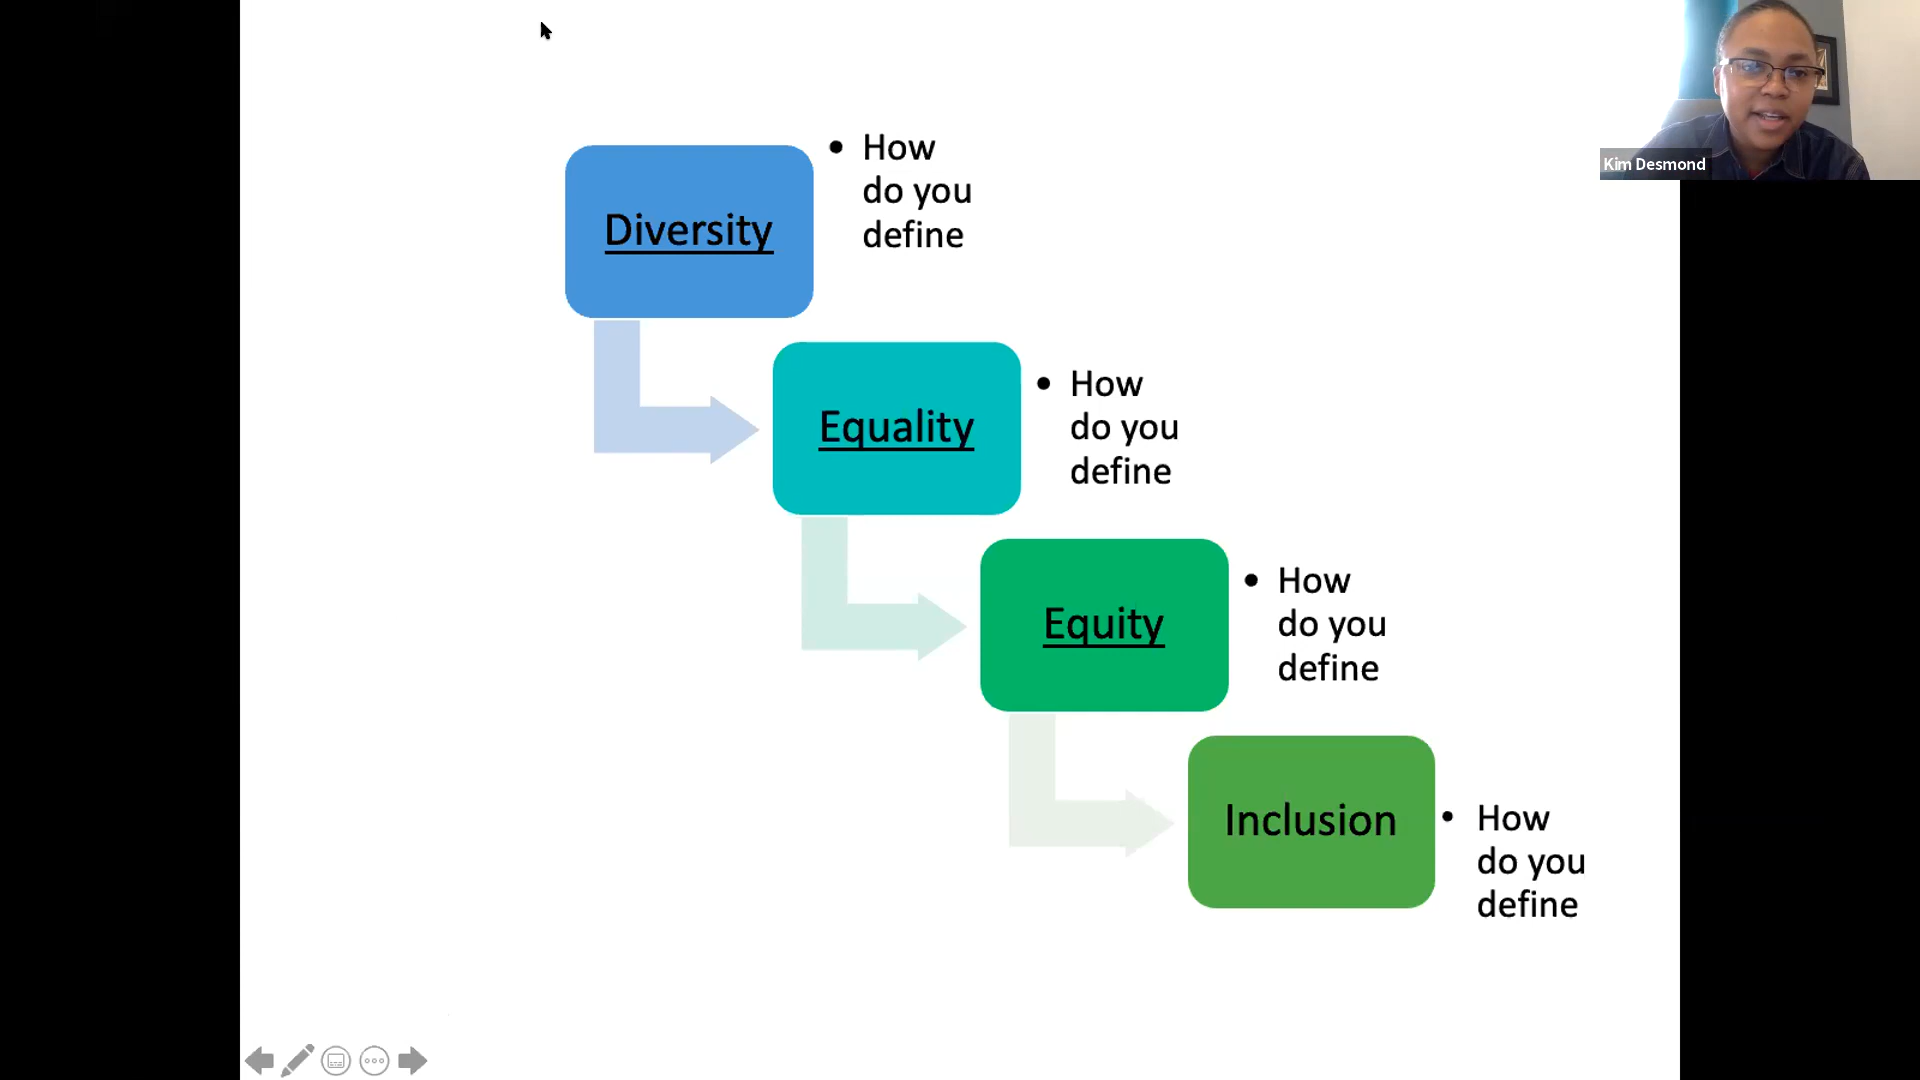 Kim Desmond
Diversity
• How
do you
define
Equality
• How
do you
define
Equity
• How
do you
define
Inclusion
• How
do you
define